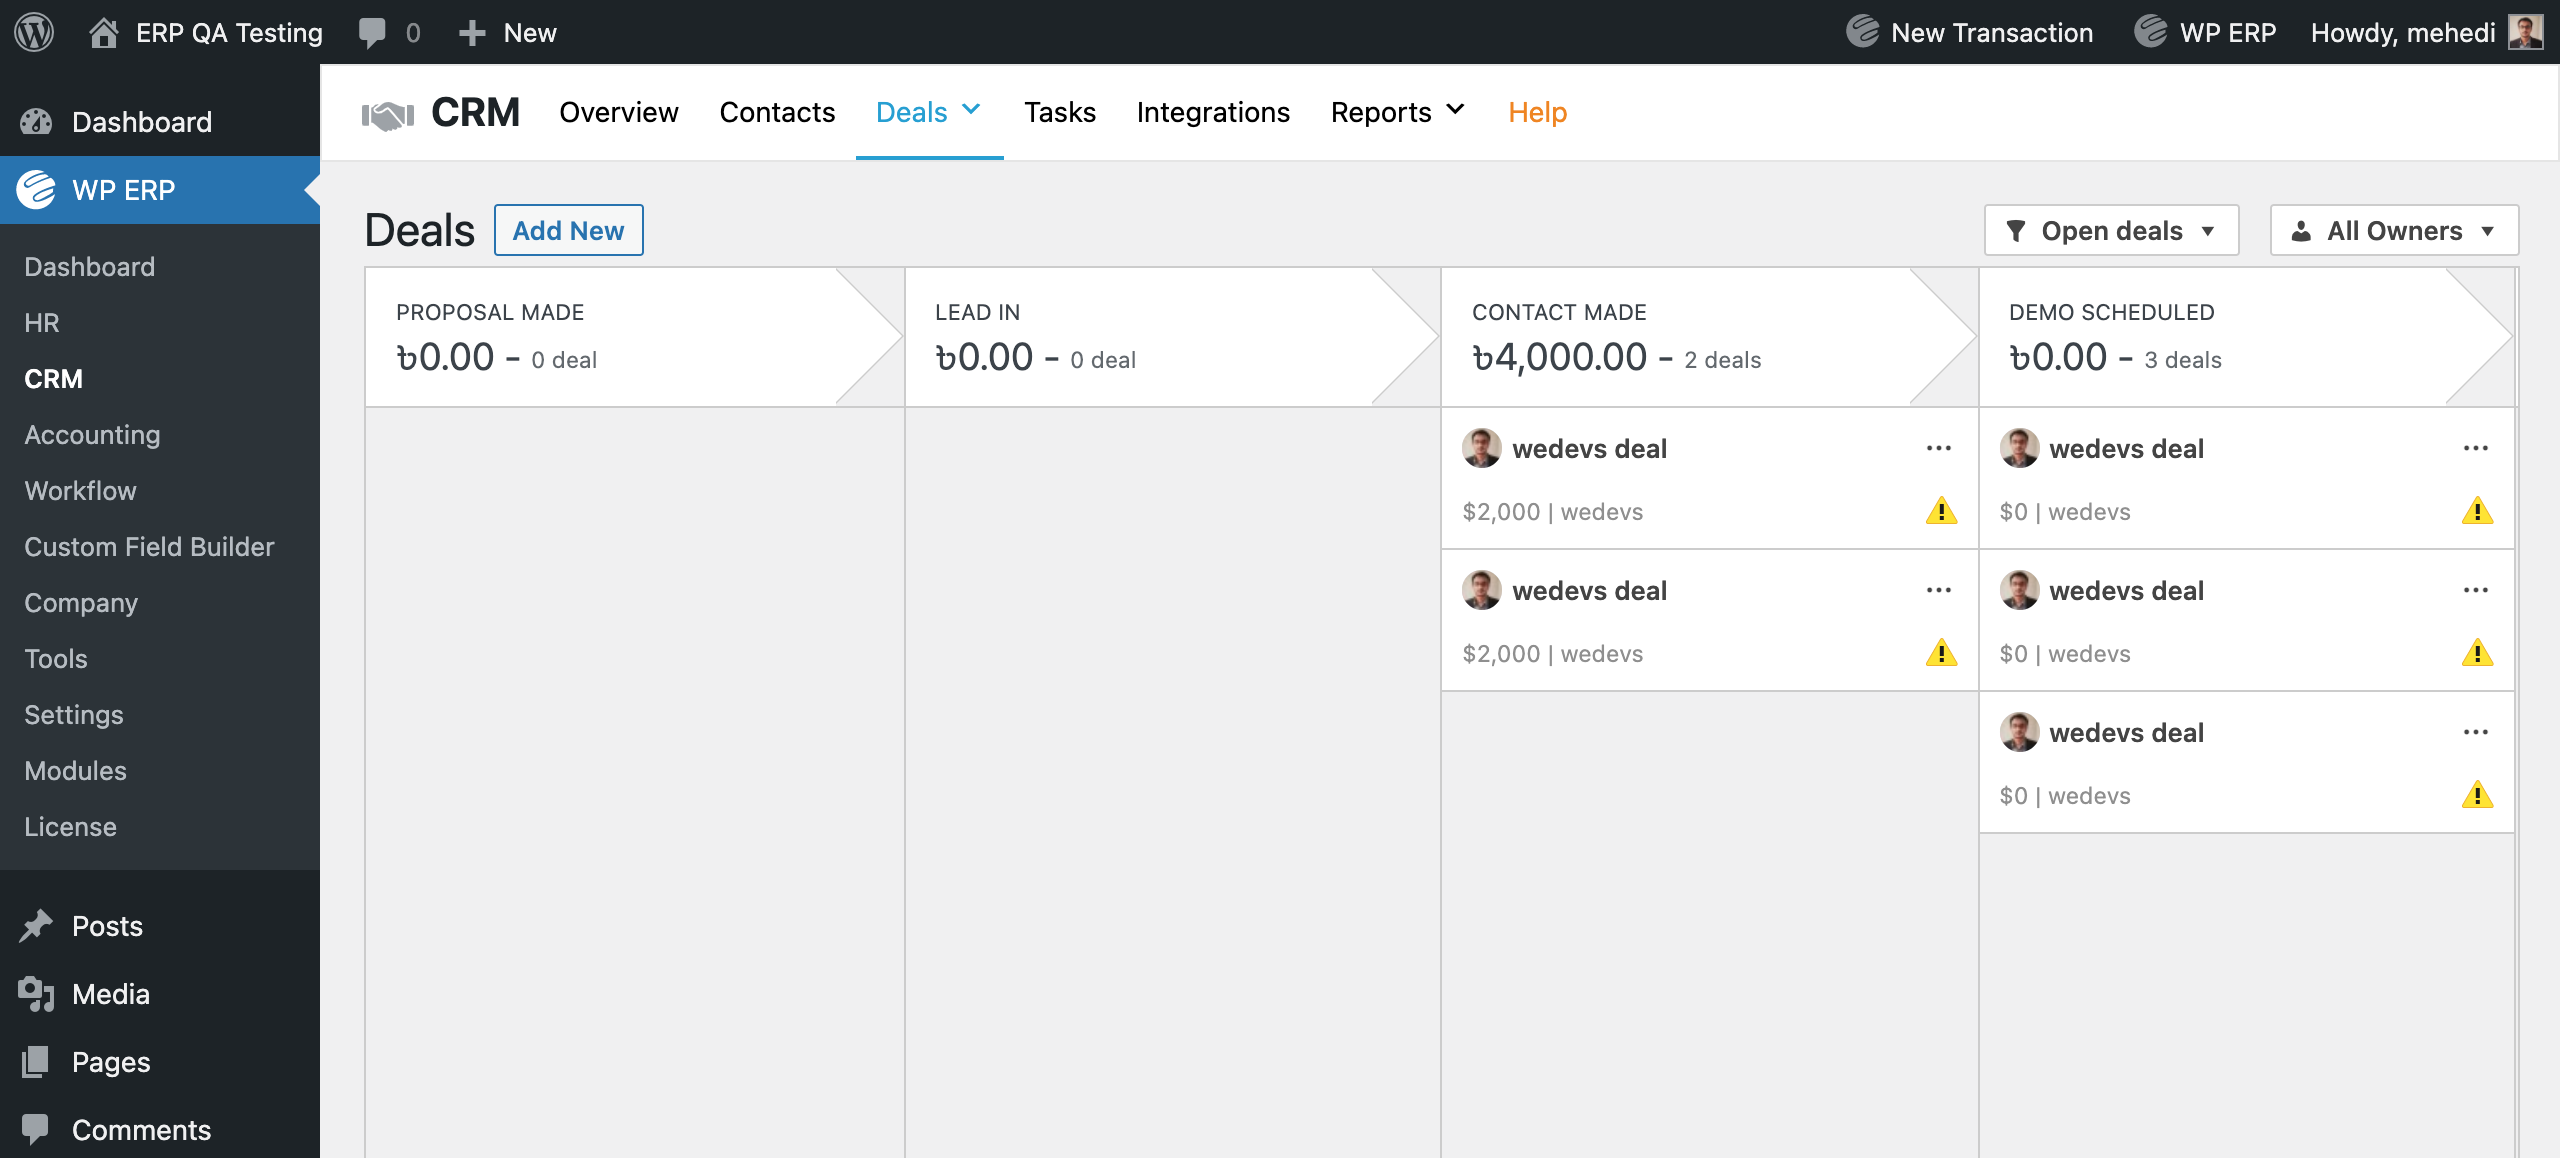 ERP QA Testing 0 New New Transaction WP ERP Howdy, mehedi
Dashboard
WP ERP
Dashboard
HR
CRM
Accounting
Workflow
Custom Field Builder
Company
Tools
Settings
Modules
License
Posts
Media
Pages
Comments
CRM Overview Contacts Deals Tasks Integrations Reports Help
Deals Add New Open deals All Owners
PROPOSAL MADE
৳0.00 - 0 deal
LEAD IN
৳0.00 - 0 deal
CONTACT MADE
৳4,000.00 - 2 deals
wedevs deal
$2,000 | wedevs
wedevs deal
$2,000 | wedevs
DEMO SCHEDULED
৳0.00 - 3 deals
wedevs deal
$0 | wedevs
wedevs deal
$0 | wedevs
wedevs deal
$0 | wedevs